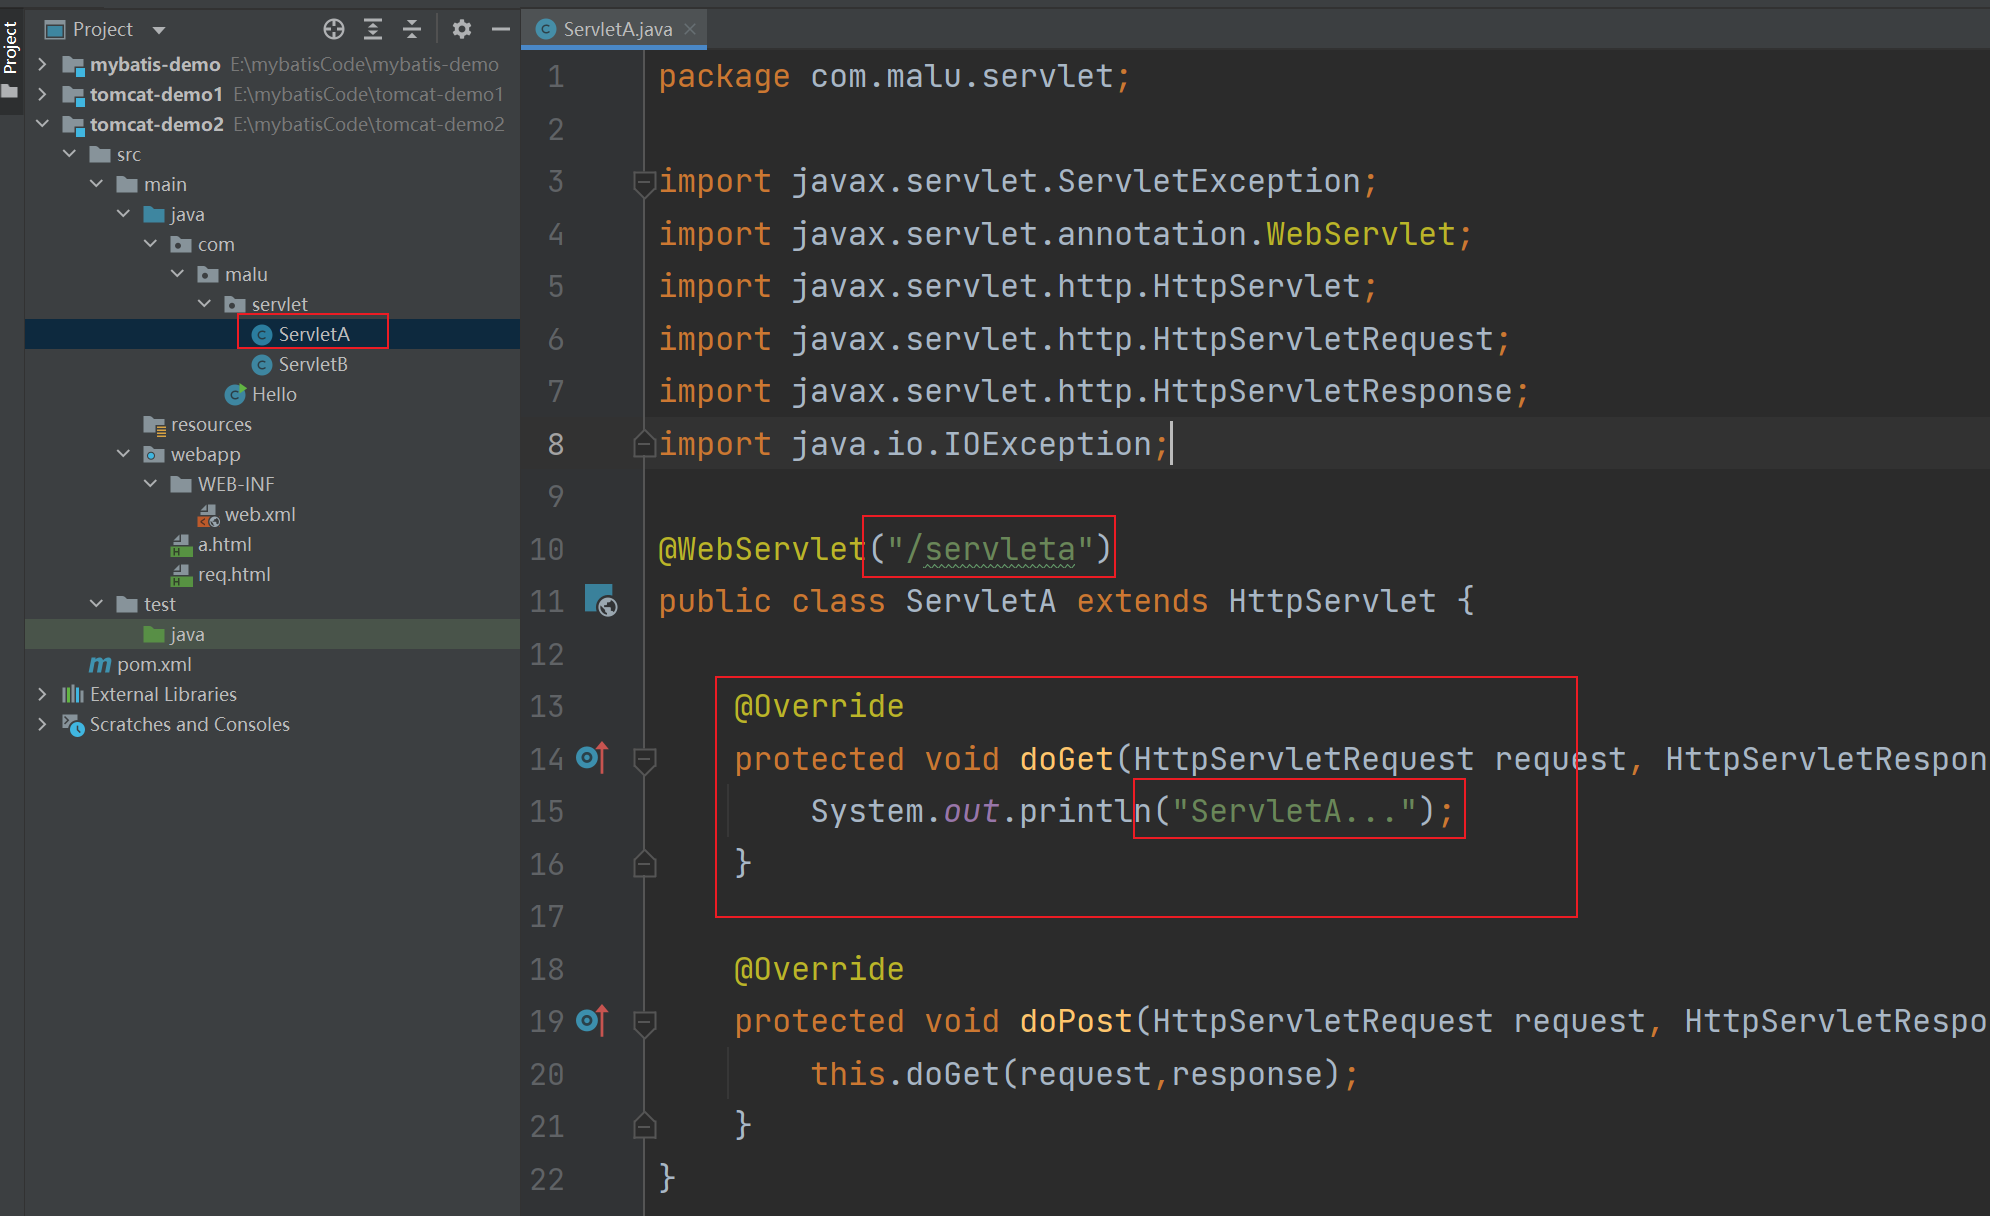 Project
Project
mybatis-demo E:\mybatisCode\mybatis-demo
tomcat-demo1 E:\mybatisCode\tomcat-demo1
tomcat-demo2 E:\mybatisCode\tomcat-demo2
src
main
java
com
malu
servlet
ServletA
ServletB
Hello
resources
webapp
WEB-INF
web.xml
a.html
req.html
test
java
pom.xml
External Libraries
Scratches and Consoles
ServletA.java
1 package com.malu.servlet;
2
3 import javax.servlet.ServletException;
4 import javax.servlet.annotation.WebServlet;
5 import javax.servlet.http.HttpServlet;
6 import javax.servlet.http.HttpServletRequest;
7 import javax.servlet.http.HttpServletResponse;
8 import java.io.IOException;
9
10 @WebServlet("/servleta")
11 public class ServletA extends HttpServlet {
12
13 @Override
14 protected void doGet(HttpServletRequest request, HttpServletRespon
15 System.out.println("ServletA...");
16 }
17
18 @Override
19 protected void doPost(HttpServletRequest request, HttpServletRespo
20 this.doGet(request,response);
21 }
22 }